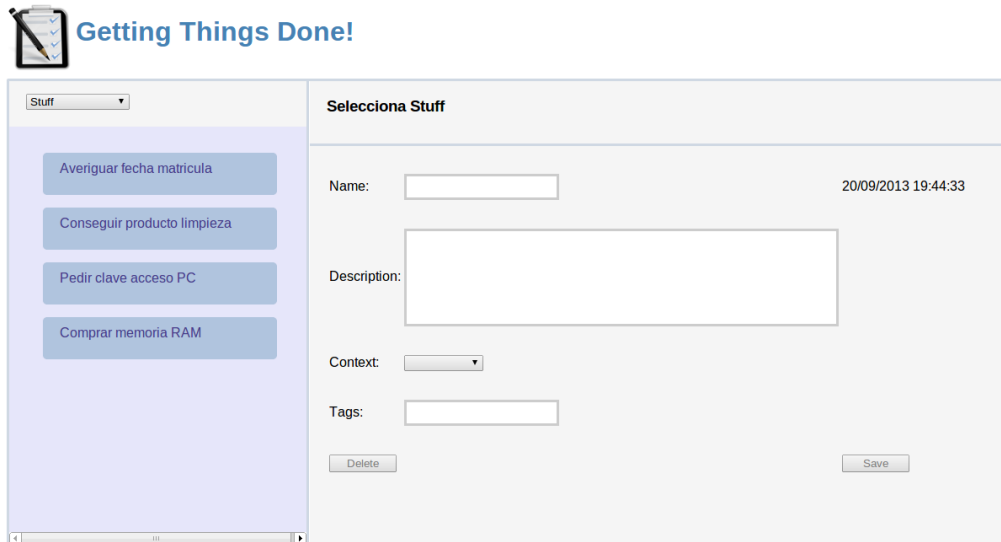 Getting Things Done!
Stuff
Averiguar fecha matricula
Conseguir producto limpieza
Pedir clave acceso PC
Comprar memoria RAM
Selecciona Stuff
Name:
20/09/2013 19:44:33
Description:
Context:
Tags:
Delete
Save